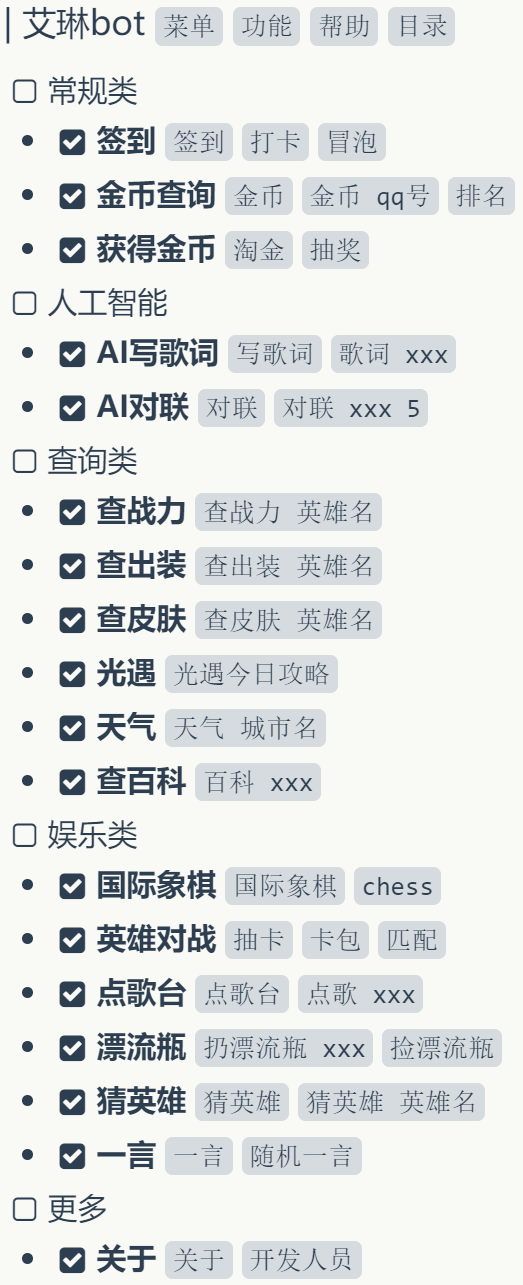 艾琳bot 菜单 功能 帮助 目录
常规类
签到 签到 打卡 冒泡
金币查询 金币 金币 qq号 排名
获得金币 淘金 抽奖
人工智能
AI写歌词 写歌词 歌词 xxx
AI对联 对联 对联 xxx 5
查询类
查战力 查战力 英雄名
查出装 查出装 英雄名
查皮肤 查皮肤 英雄名
光遇 光遇今日攻略
天气 天气 城市名
查百科 百科 xxx
娱乐类
国际象棋 国际象棋 chess
英雄对战 抽卡 卡包 匹配
点歌台 点歌台 点歌 xxx
漂流瓶 扔漂流瓶 xxx 捡漂流瓶
猜英雄 猜英雄 猜英雄 英雄名
一言 一言 随机一言
更多
关于 关于 开发人员